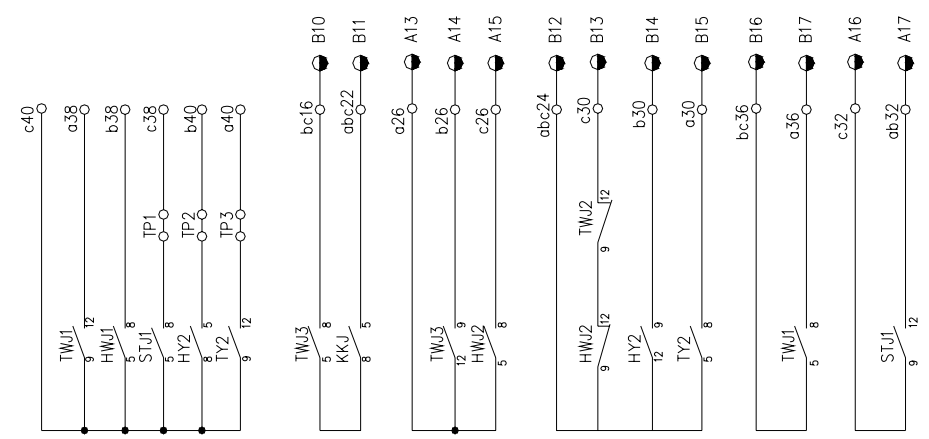 B10 B11 A13 A14 A15 B12 B13 B14 B15 B16 B17 A16 A17
c40 a38 b38 c38 b40 a40 bc16 abc22 a26 b26 c26 abc24 c30 b30 a30 bc36 a36 c32 ab32
12
TP1 TP2 TP3 TWJ2
9
12 8 8 5 12 8 5 9 8 12 9 8 8 12
TWJ1 HWJ1 STJ1 HY2 TY2 TWJ3 KKJ TWJ3 HWJ2 HWJ2 HY2 TY2 TWJ1 STJ1
9 5 5 8 9 5 8 12 5 9 12 5 5 9